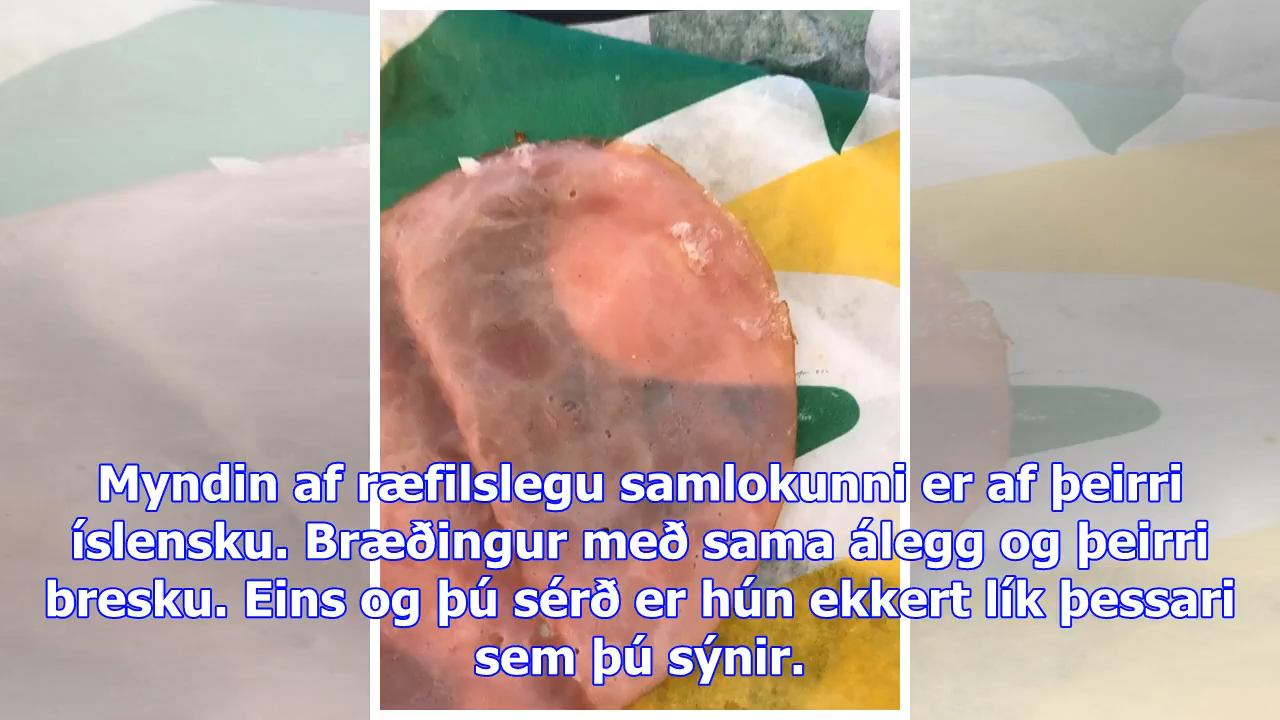 Myndin af ræfilslegu samlokunni er af þeirri
íslensku. Bræðingur með sama álegg og þeirri
bresku. Eins og þú sérð er hún ekkert lík þessari
sem þú sýnir.